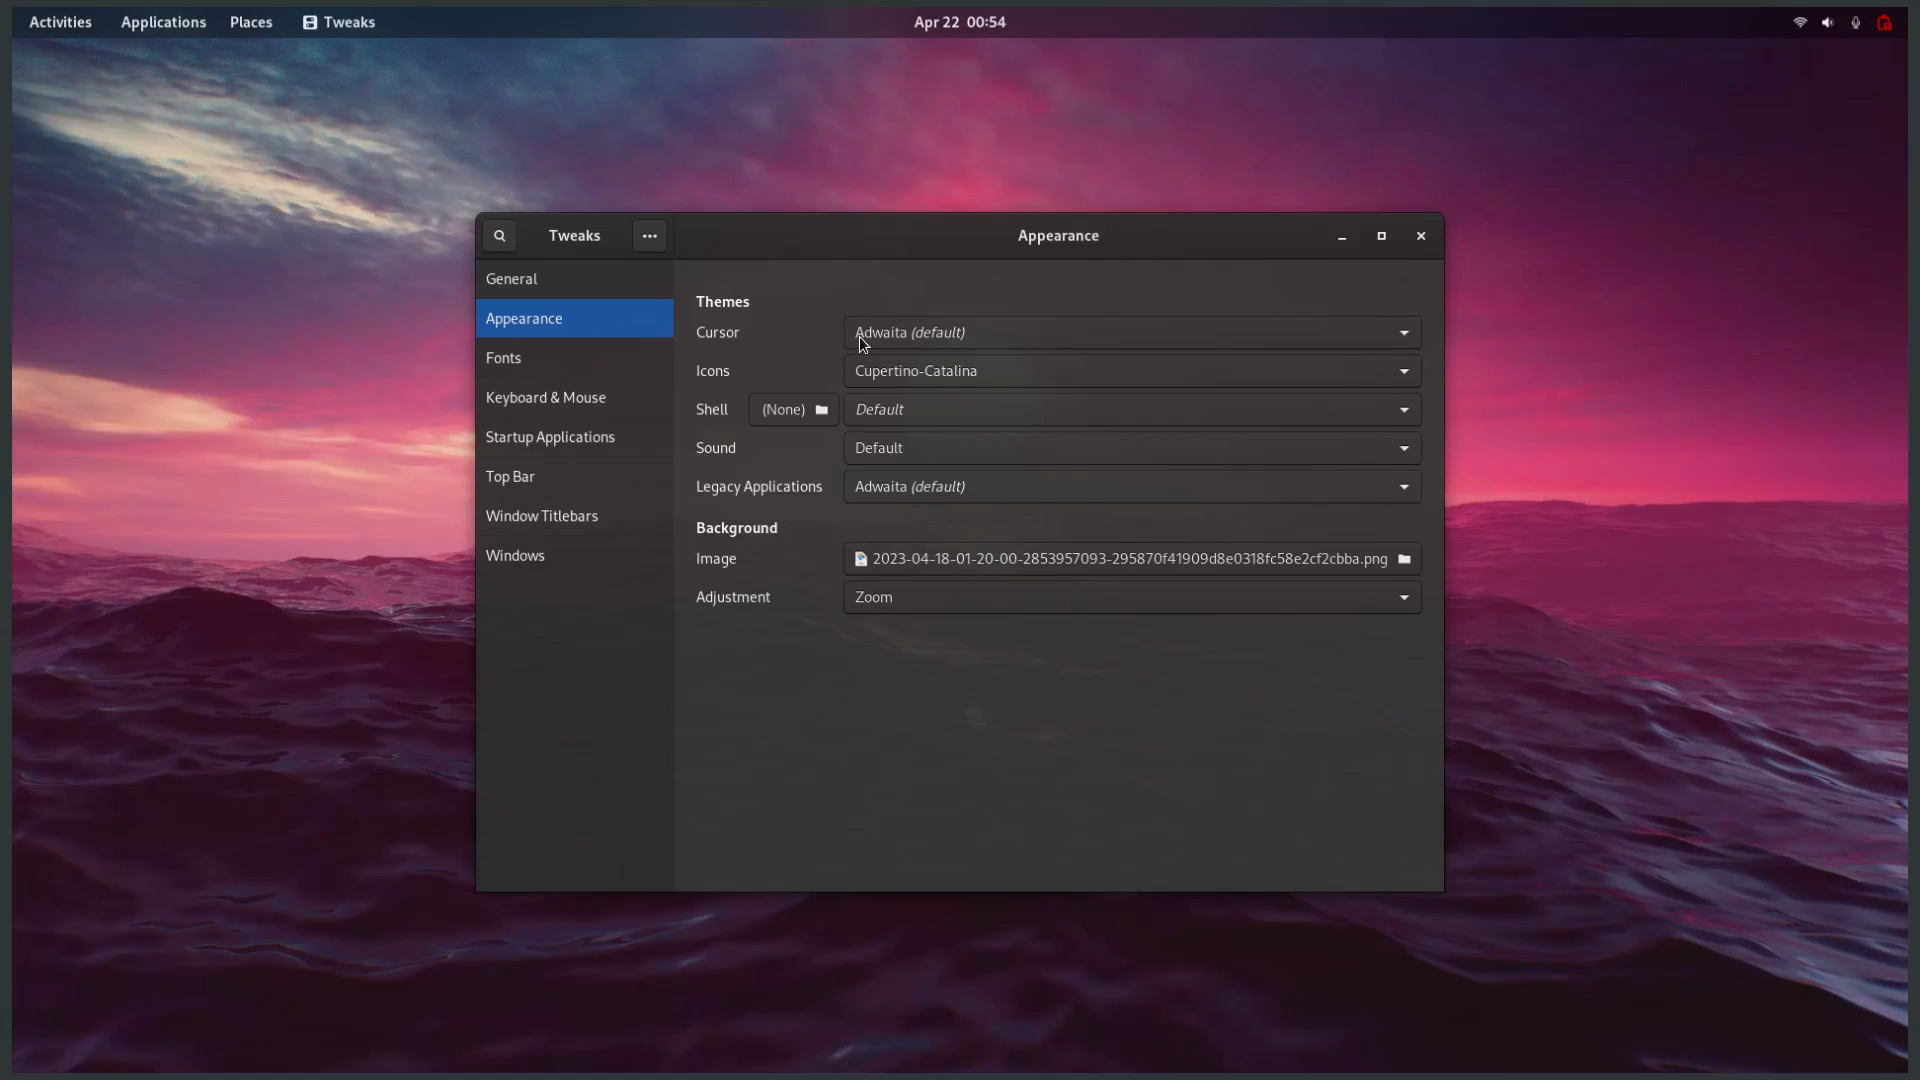 Activities Applications Places Tweaks Apr 22 00:54
Tweaks Appearance
General
Appearance
Fonts
Keyboard & Mouse
Startup Applications
Top Bar
Window Titlebars
Windows
Themes
Cursor Adwaita (default)
Icons Cupertino-Catalina
Shell (None) Default
Sound Default
Legacy Applications Adwaita (default)
Background
Image 2023-04-18-01-20-00-2853957093-295870f41909d8e0318fc58e2cf2cbba.png
Adjustment Zoom